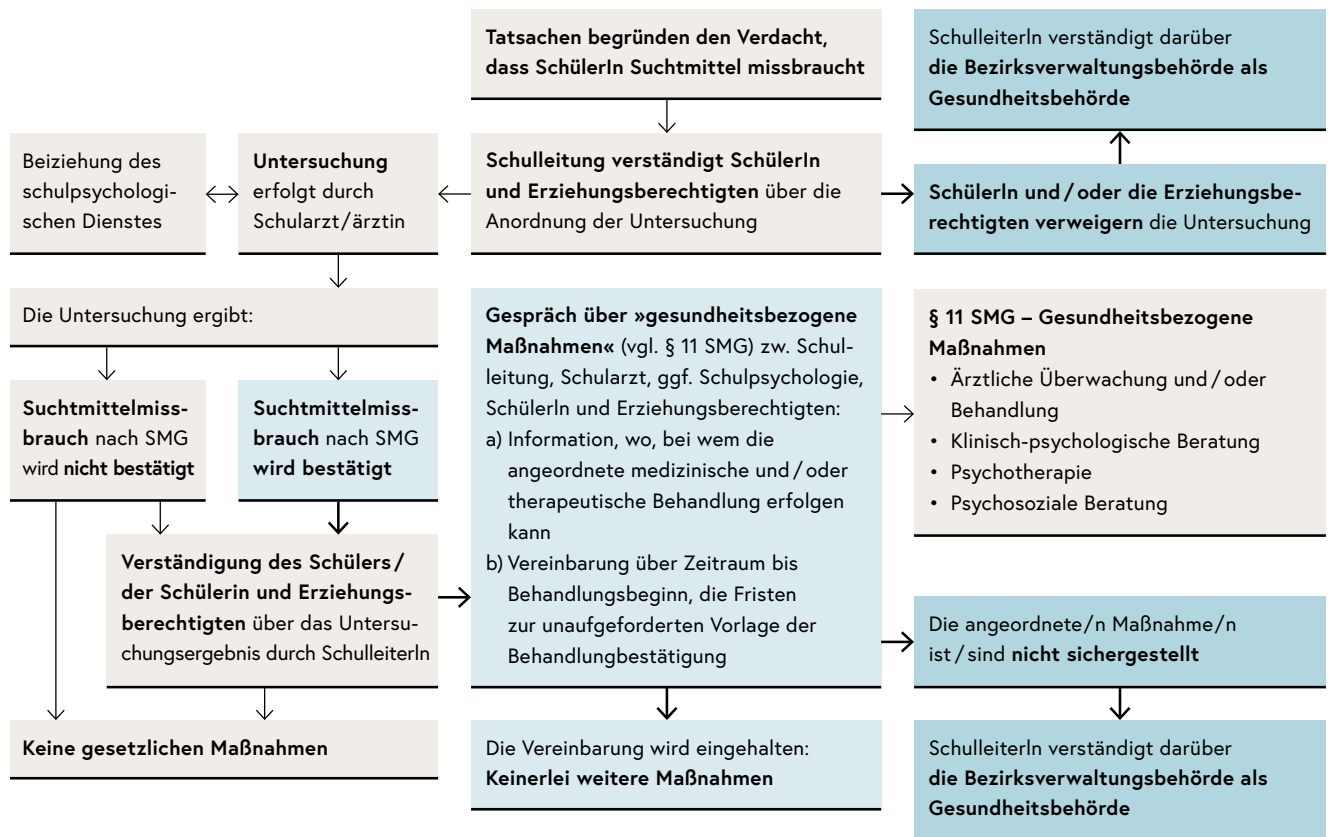 Tatsachen begründen den Verdacht,
dass SchülerIn Suchtmittel missbraucht
SchulleiterIn verständigt darüber
die Bezirksverwaltungsbehörde als
Gesundheitsbehörde
Beiziehung des
schulpsychologi-
schen Dienstes
Untersuchung
erfolgt durch
Schularzt/ärztin
Schulleitung verständigt SchülerIn
und Erziehungsberechtigten über die
Anordnung der Untersuchung
SchülerIn und/oder die Erziehungsbe-
rechtigten verweigern die Untersuchung
Die Untersuchung ergibt:
Suchtmittelmiss-
brauch nach SMG
wird nicht bestätigt
Suchtmittelmiss-
brauch nach SMG
wird bestätigt
Verständigung des Schülers/
der Schülerin und Erziehungs-
berechtigten über das Untersu-
chungsergebnis durch SchulleiterIn
Keine gesetzlichen Maßnahmen
Gespräch über »gesundheitsbezogene
Maßnahmen« (vgl. § 11 SMG) zw. Schul-
leitung, Schularzt, ggf. Schulpsychologie,
SchülerIn und Erziehungsberechtigten:
a) Information, wo, bei wem die
angeordnete medizinische und/oder
therapeutische Behandlung erfolgen
kann
b) Vereinbarung über Zeitraum bis
Behandlungsbeginn, die Fristen
zur unaufgeforderten Vorlage der
Behandlungbestätigung
Die Vereinbarung wird eingehalten:
Keinerlei weitere Maßnahmen
§ 11 SMG – Gesundheitsbezogene
Maßnahmen
• Ärztliche Überwachung und/oder
Behandlung
• Klinisch-psychologische Beratung
• Psychotherapie
• Psychosoziale Beratung
Die angeordnete/n Maßnahme/n
ist/sind nicht sichergestellt
SchulleiterIn verständigt darüber
die Bezirksverwaltungsbehörde als
Gesundheitsbehörde